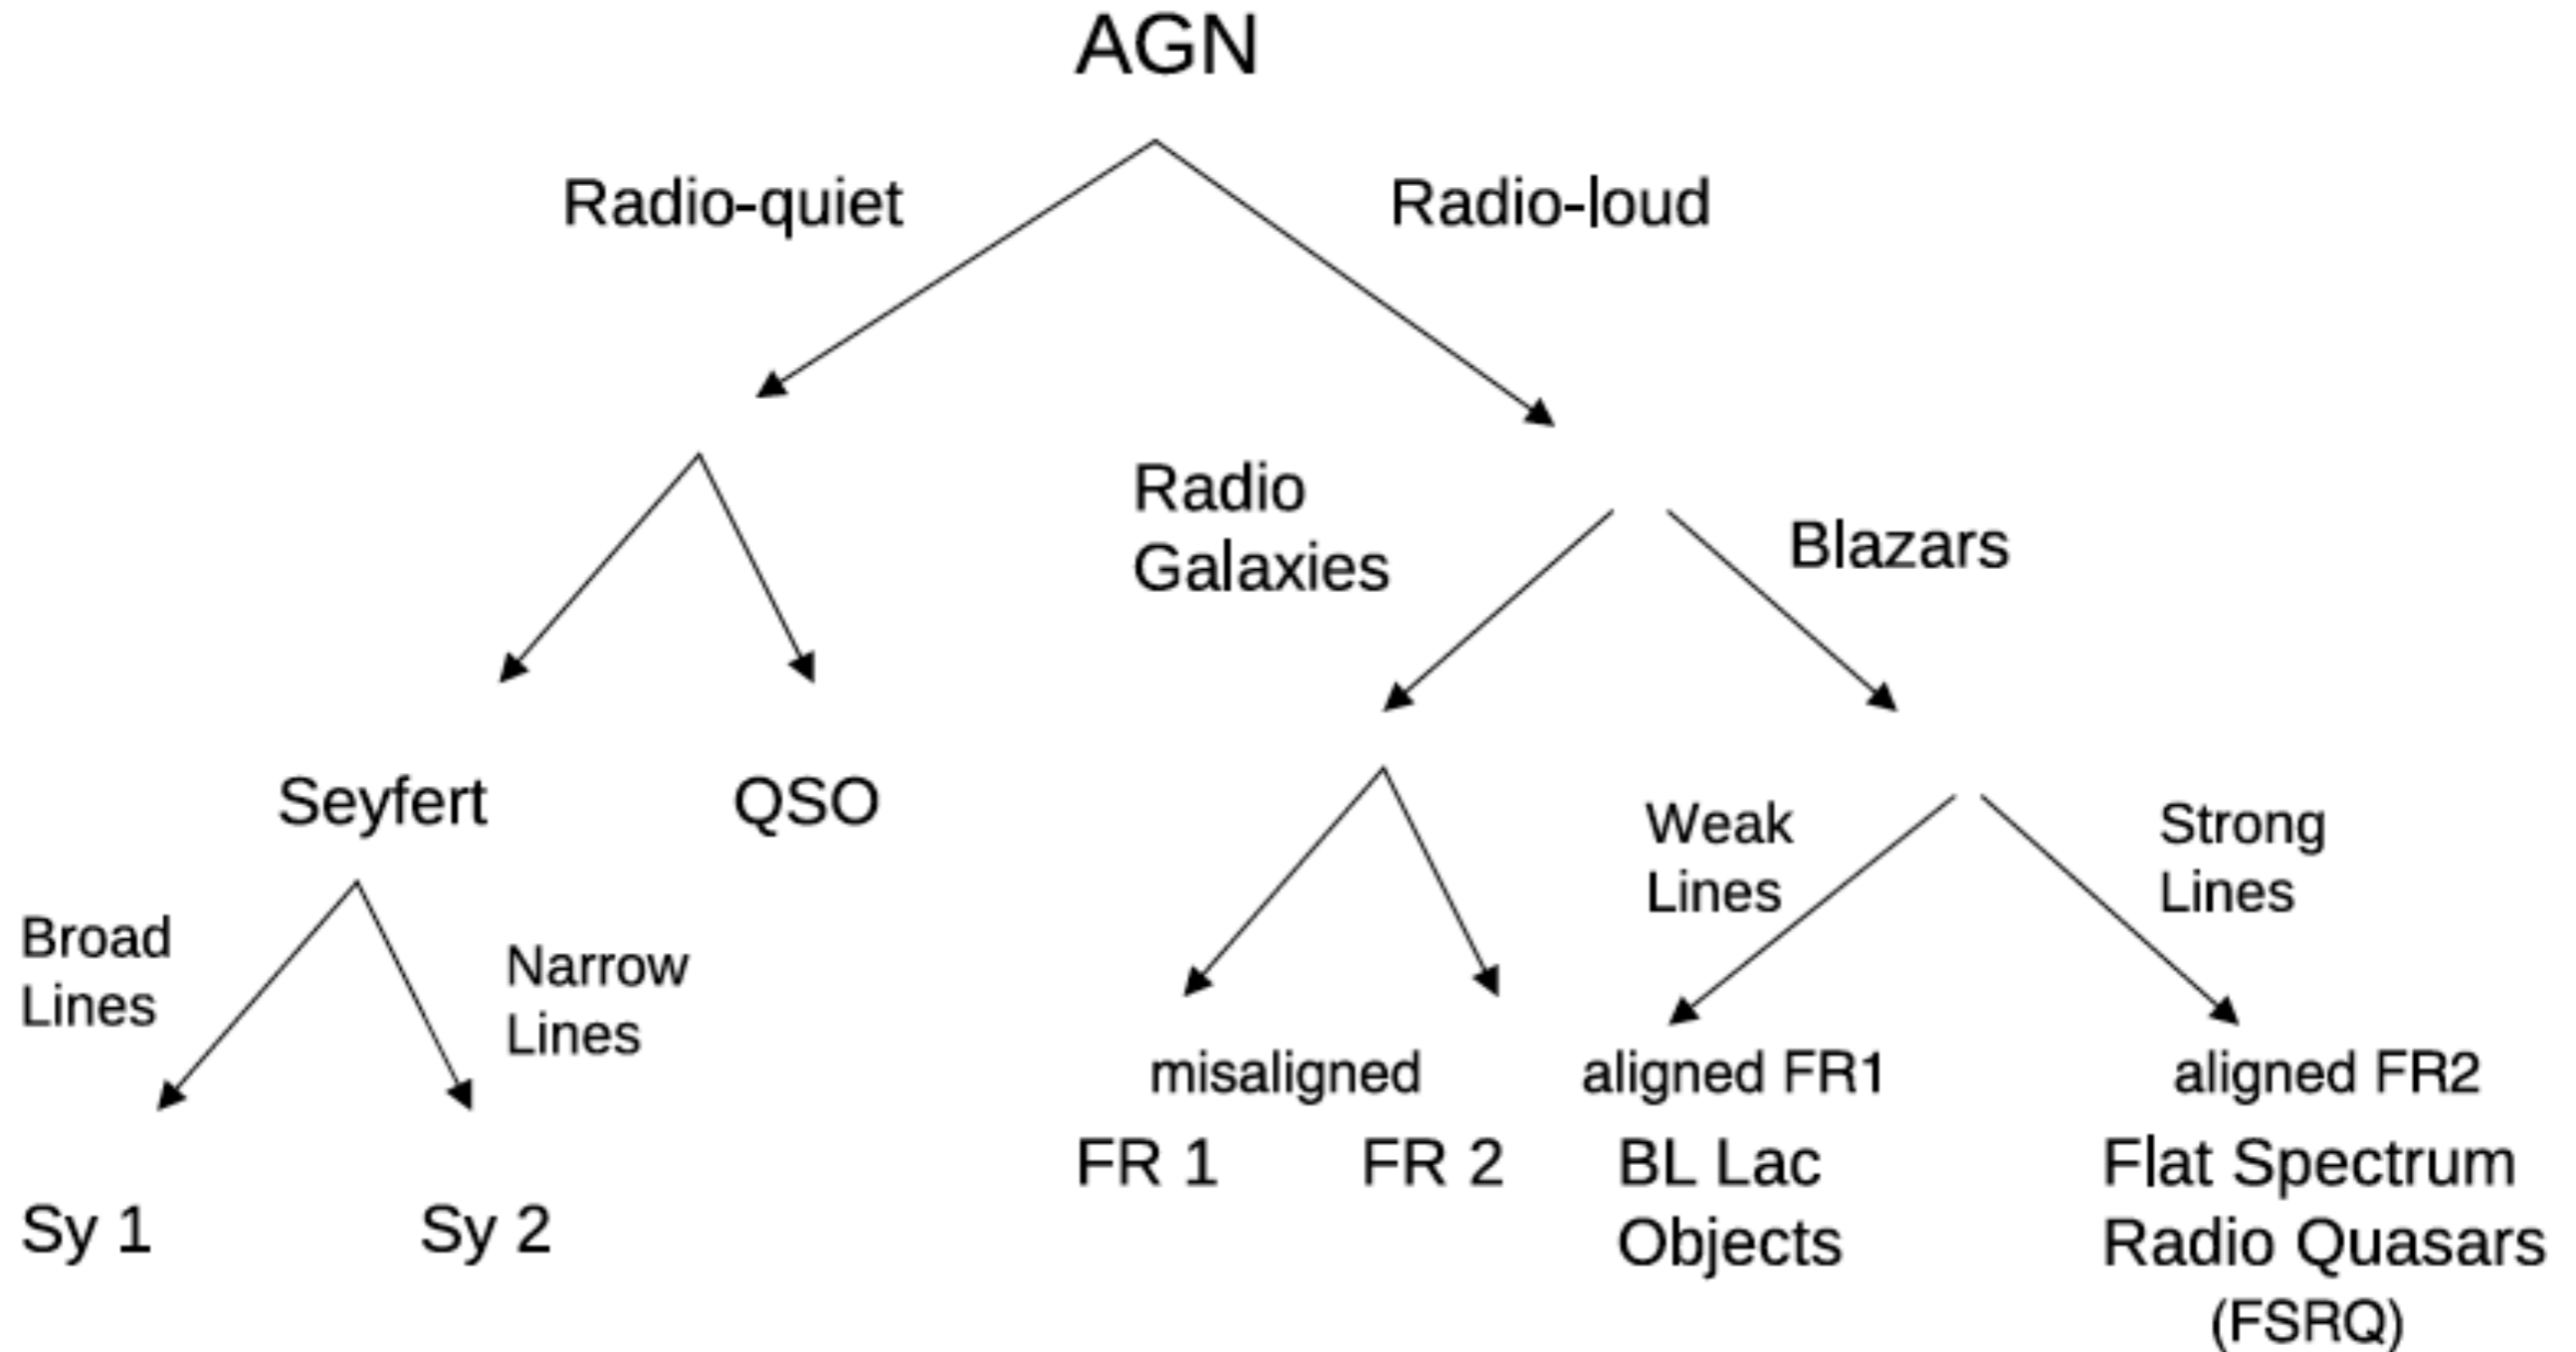 AGN
Radio-quiet
Radio-loud
Radio
Galaxies
Blazars
Seyfert
QSO
Weak
Lines
Strong
Lines
Broad
Lines
Narrow
Lines
misaligned
aligned FR1
aligned FR2
FR 1
FR 2
BL Lac
Objects
Flat Spectrum
Radio Quasars
(FSRQ)
Sy 1
Sy 2